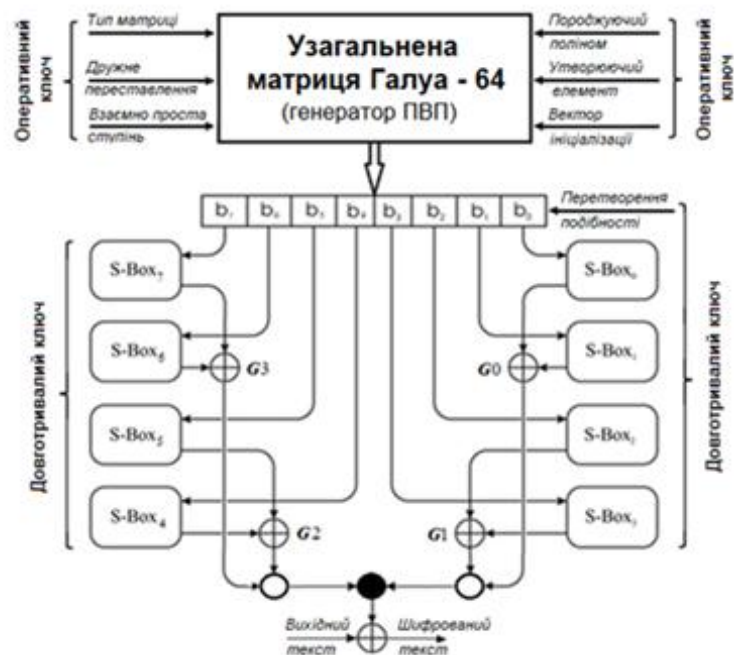 Тип матриці
Дружне
переставлення
Взаємно проста
ступінь
Оперативний
ключ
Узагальнена
матриця Галуа - 64
(генератор ПВП)
Породжуючий
поліном
Утворюючий
елемент
Вектор
ініціалізації
Оперативний
ключ
b₇ b₆ b₅ b₄ b₃ b₂ b₁ b₀
Перетворення
подібності
Довготривалий ключ
S-Box₇
S-Box₆
S-Box₅
S-Box₄
G3
G2
G0
G1
S-Box₀
S-Box₁
S-Box₂
S-Box₃
Довготривалий ключ
Вихідний
текст
Шифрований
текст